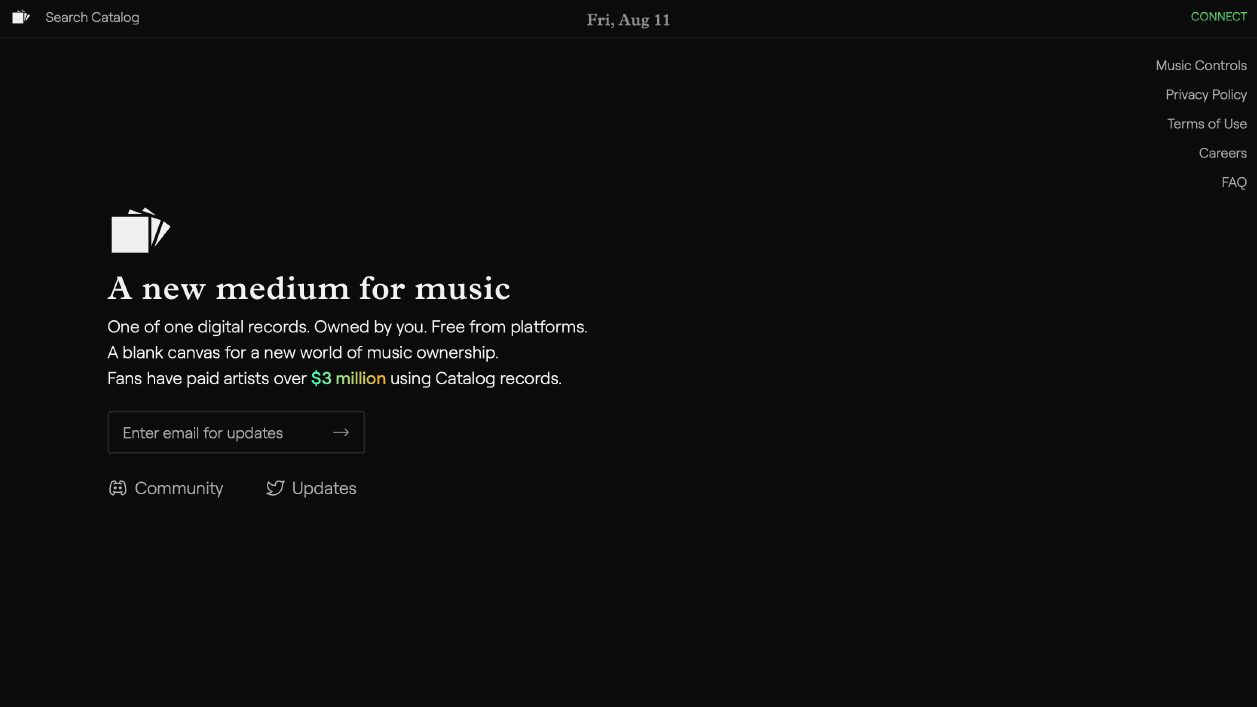 Search Catalog
Fri, Aug 11
CONNECT
Music Controls
Privacy Policy
Terms of Use
Careers
FAQ
A new medium for music
One of one digital records. Owned by you. Free from platforms.
A blank canvas for a new world of music ownership.
Fans have paid artists over $3 million using Catalog records.
Enter email for updates
Community
Updates